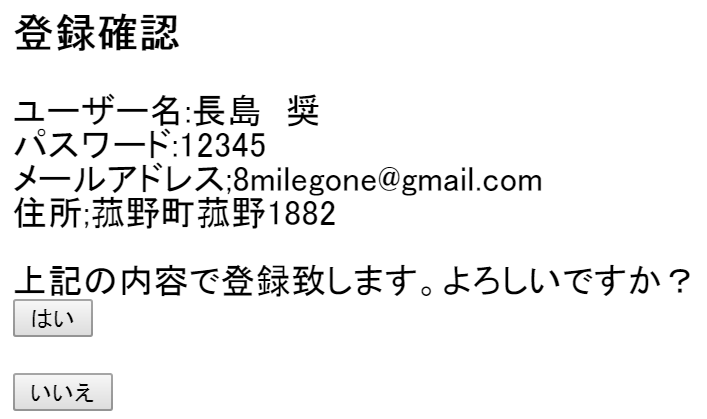 登録確認
ユーザー名:長島　奨
パスワード:12345
メールアドレス;8milegone@gmail.com
住所;菰野町菰野1882
上記の内容で登録致します。よろしいですか？
はい
いいえ